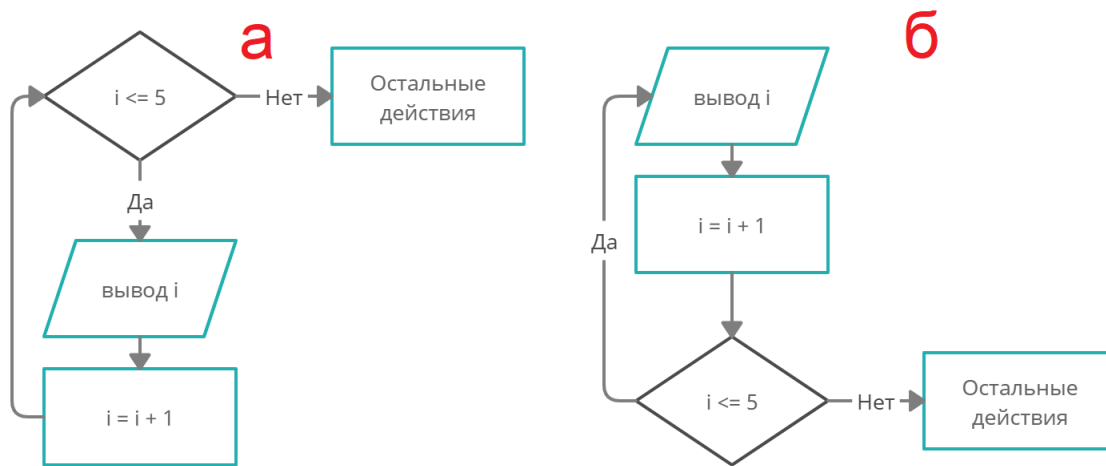 а
i <= 5
Нет
Остальные
действия
Да
вывод i
i = i + 1
б
вывод i
i = i + 1
Да
i <= 5
Нет
Остальные
действия